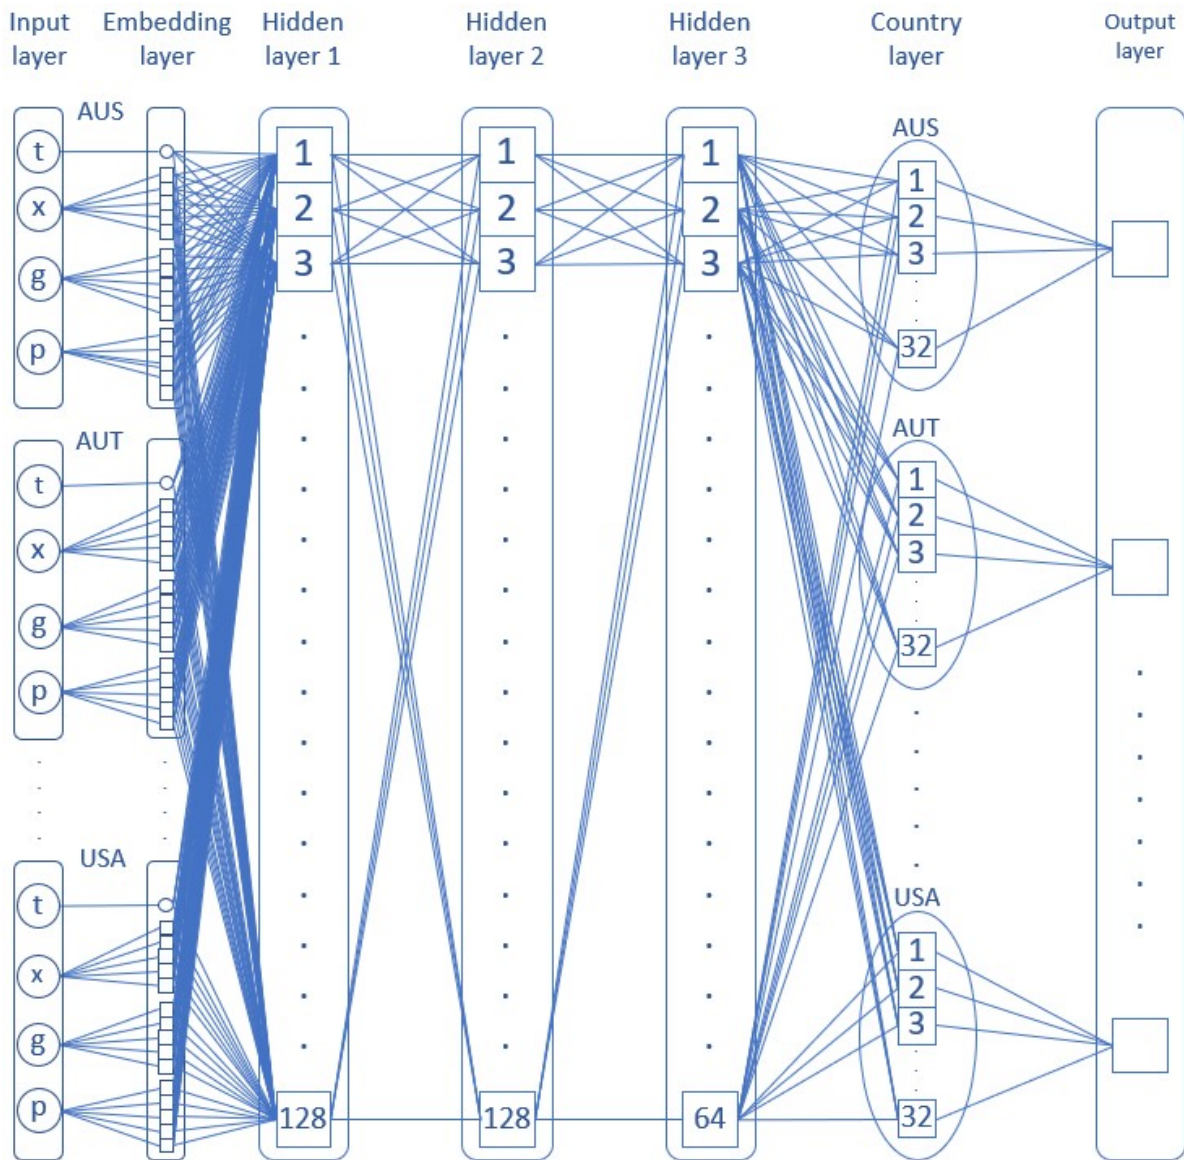 Input layer
Embedding layer
Hidden layer 1
Hidden layer 2
Hidden layer 3
Country layer
Output layer
AUS
t
x
g
p
AUT
t
x
g
p
USA
t
x
g
p
1
2
3
128
1
2
3
128
1
2
3
64
AUS
1
2
3
32
AUT
1
2
3
32
USA
1
2
3
32